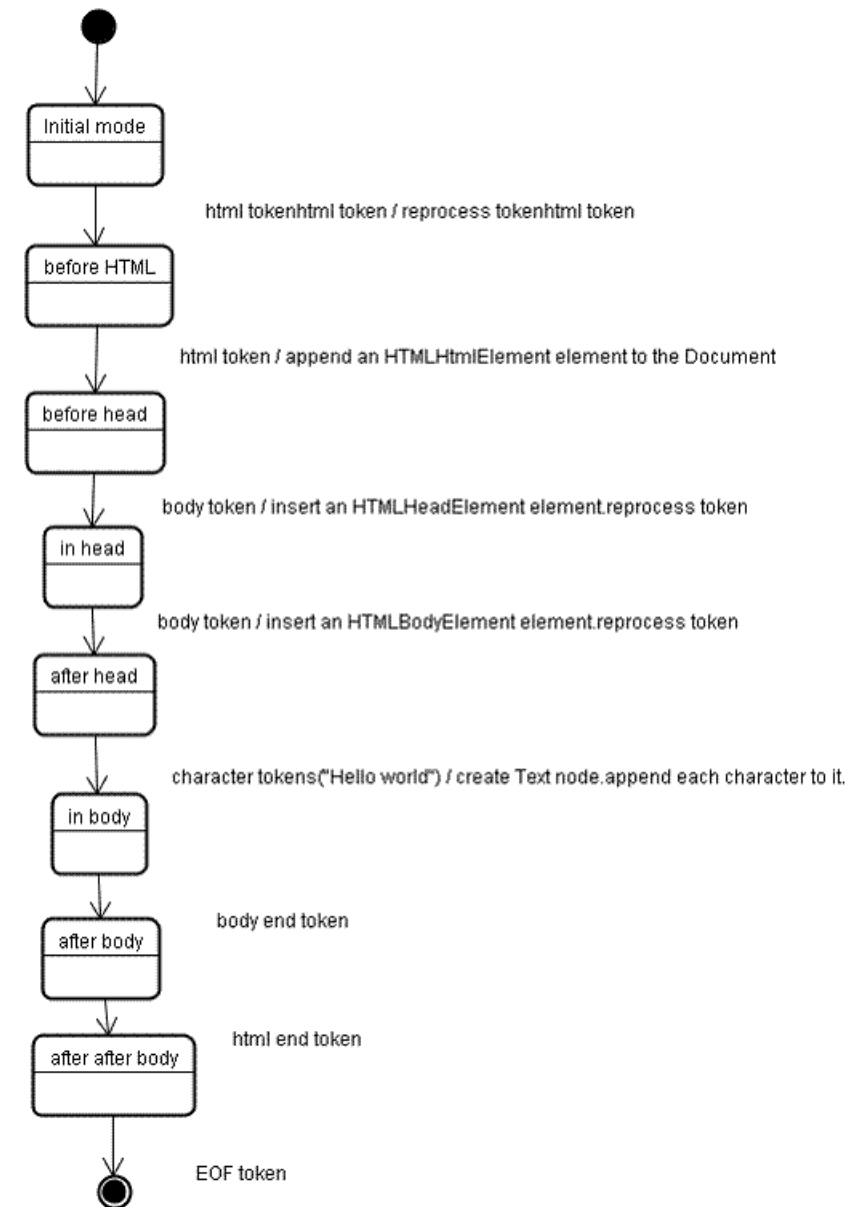 Initial mode
html tokenhtml token / reprocess tokenhtml token
before HTML
html token / append an HTMLHtmlElement element to the Document
before head
body token / insert an HTMLHeadElement element.reprocess token
in head
body token / insert an HTMLBodyElement element.reprocess token
after head
character tokens("Hello world") / create Text node.append each character to it.
in body
body end token
after body
html end token
after after body
EOF token